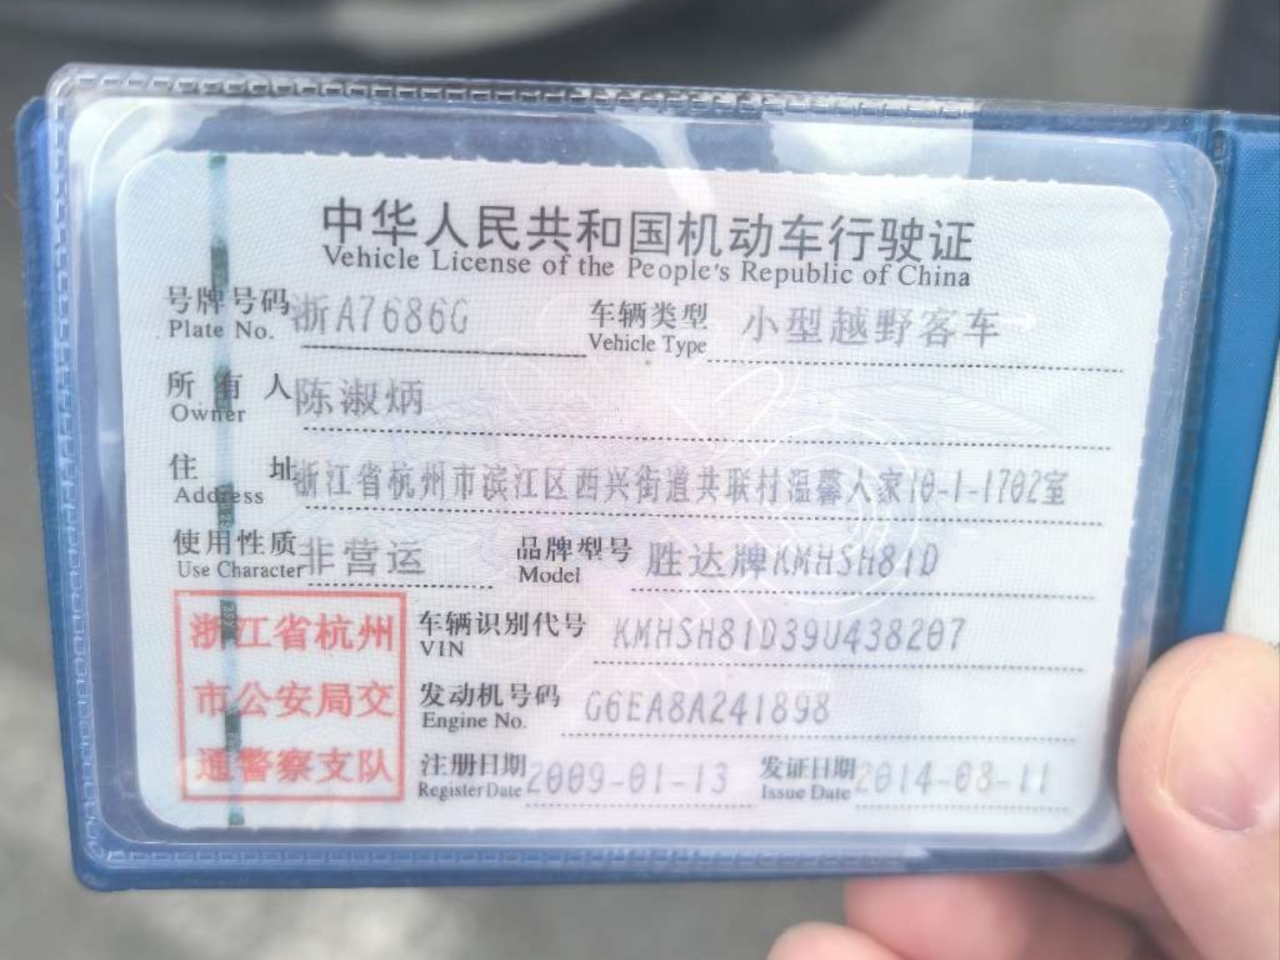 中华人民共和国机动车行驶证
Vehicle License of the People's Republic of China
号牌号码 浙A7686G 车辆类型 小型越野客车
Plate No. Vehicle Type
所有人 陈淑炳
Owner
住址 浙江省杭州市滨江区西兴街道共联村温馨人家10-1-1702室
Address
使用性质 非营运 品牌型号 胜达牌KMHSH81D
Use Character Model
浙江省杭州 车辆识别代号 KMHSH81D39U438207
VIN
市公安局交 发动机号码 G6EA8A241898
Engine No.
通警察支队 注册日期 2009-01-13 发证日期 2014-08-11
Register Date Issue Date